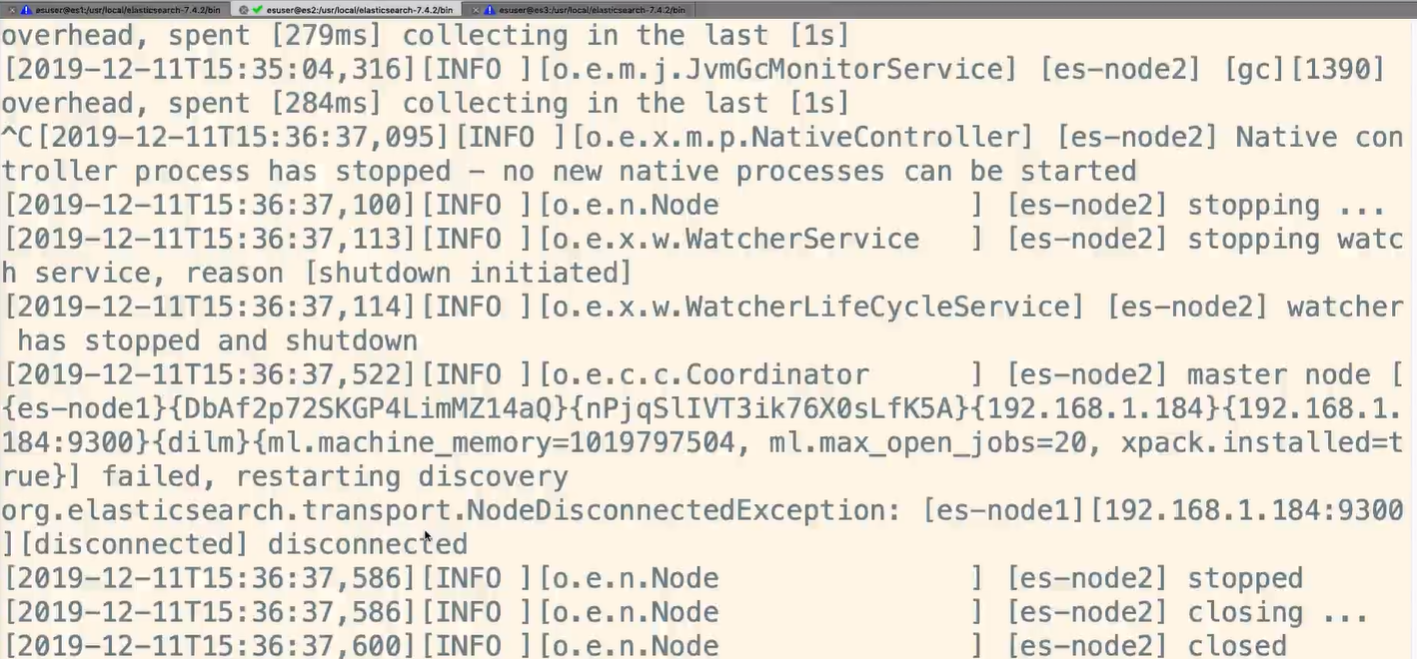 esuser@es1:/usr/local/elasticsearch-7.4.2/bin
esuser@es2:/usr/local/elasticsearch-7.4.2/bin
esuser@es3:/usr/local/elasticsearch-7.4.2/bin
overhead, spent [279ms] collecting in the last [1s]
[2019-12-11T15:35:04,316][INFO ][o.e.m.j.JvmGcMonitorService] [es-node2] [gc][1390]
overhead, spent [284ms] collecting in the last [1s]
^C[2019-12-11T15:36:37,095][INFO ][o.e.x.m.p.NativeController] [es-node2] Native con
troller process has stopped - no new native processes can be started
[2019-12-11T15:36:37,100][INFO ][o.e.n.Node               ] [es-node2] stopping ...
[2019-12-11T15:36:37,113][INFO ][o.e.x.w.WatcherService   ] [es-node2] stopping watc
h service, reason [shutdown initiated]
[2019-12-11T15:36:37,114][INFO ][o.e.x.w.WatcherLifeCycleService] [es-node2] watcher
 has stopped and shutdown
[2019-12-11T15:36:37,522][INFO ][o.e.c.c.Coordinator      ] [es-node2] master node [
{es-node1}{DbAf2p72SKGP4LimMZ14aQ}{nPjqSlIVT3ik76X0sLfK5A}{192.168.1.184}{192.168.1.
184:9300}{dilm}{ml.machine_memory=1019797504, ml.max_open_jobs=20, xpack.installed=t
rue}] failed, restarting discovery
org.elasticsearch.transport.NodeDisconnectedException: [es-node1][192.168.1.184:9300
][disconnected] disconnected
[2019-12-11T15:36:37,586][INFO ][o.e.n.Node               ] [es-node2] stopped
[2019-12-11T15:36:37,586][INFO ][o.e.n.Node               ] [es-node2] closing ...
[2019-12-11T15:36:37,600][INFO ][o.e.n.Node               ] [es-node2] closed